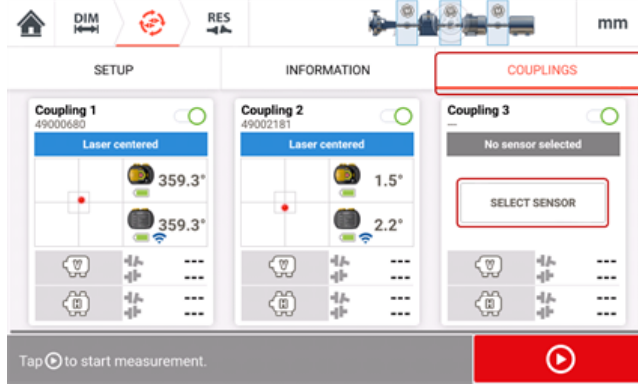 DIM
RES
mm
SETUP
INFORMATION
COUPLINGS
Coupling 1
49000680
Laser centered
359.3°
359.3°
V
---
---
H
---
---
Coupling 2
49002181
Laser centered
1.5°
2.2°
V
---
---
H
---
---
Coupling 3
—
No sensor selected
SELECT SENSOR
V
---
---
H
---
---
Tap to start measurement.